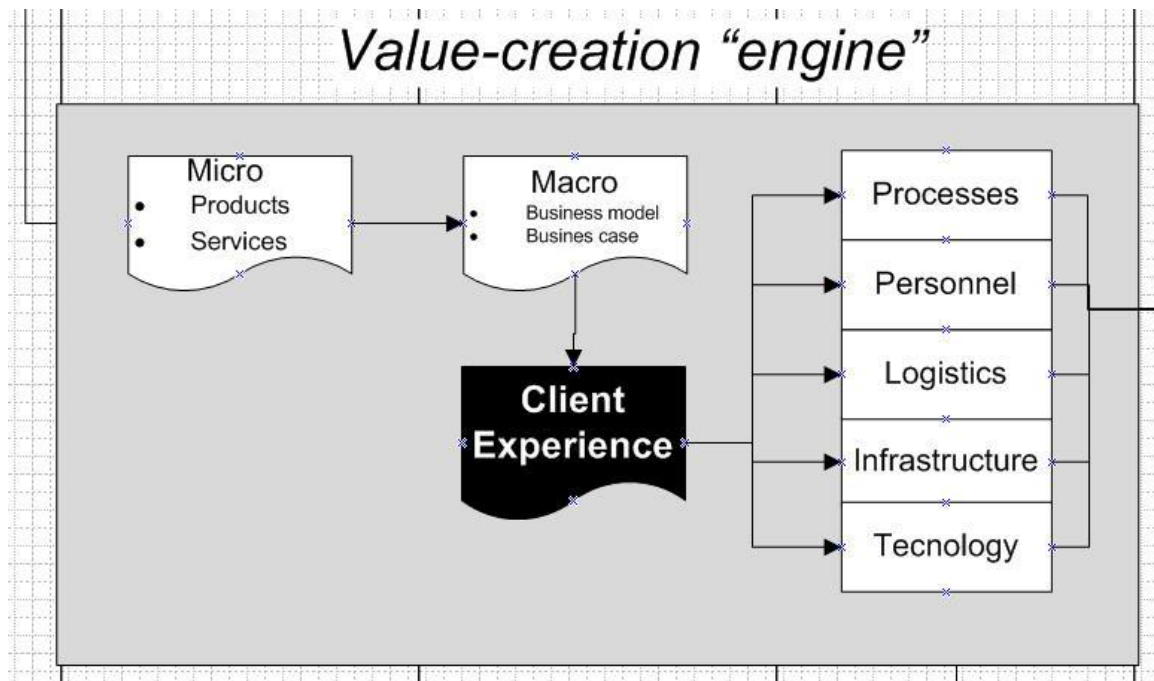 Value-creation “engine”
Micro
• Products
• Services
Macro
• Business model
• Busines case
Client
Experience
Processes
Personnel
Logistics
Infrastructure
Tecnology